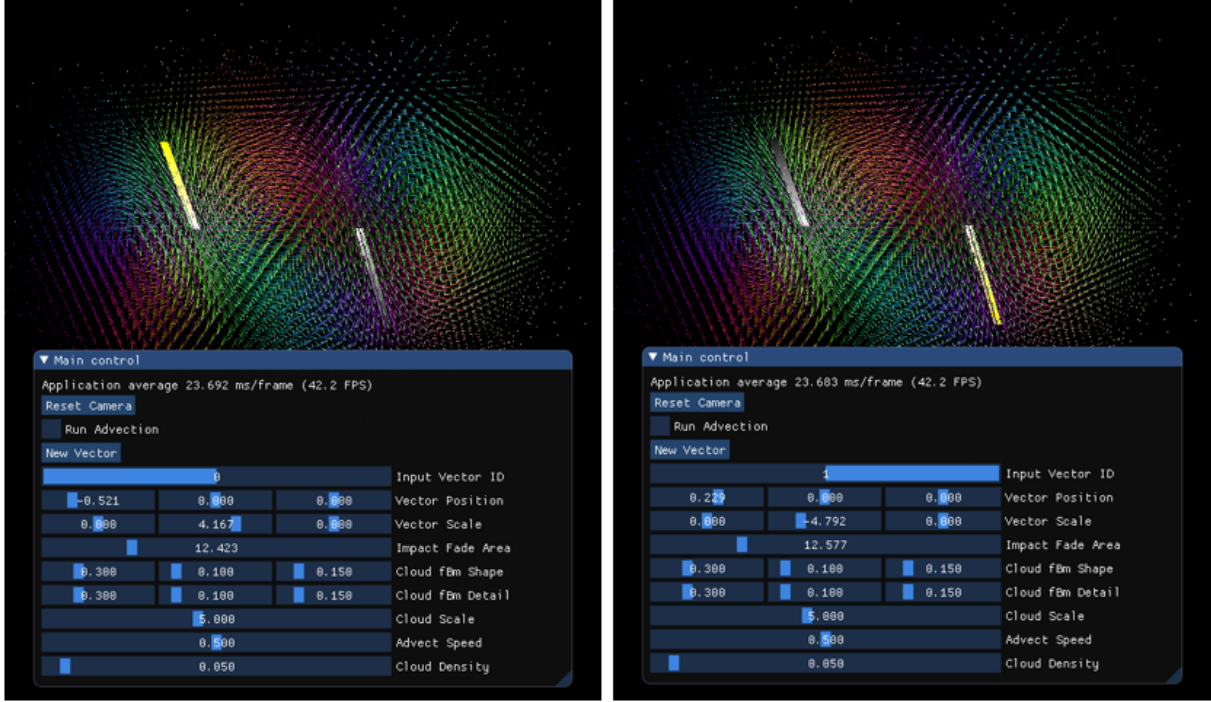 Main control
Application average 23.692 ms/frame (42.2 FPS)
Reset Camera
Run Advection
New Vector
0 Input Vector ID
-0.521 0.000 0.000 Vector Position
0.000 4.167 0.000 Vector Scale
12.423 Impact Fade Area
0.300 0.100 0.150 Cloud fBm Shape
0.300 0.100 0.150 Cloud fBm Detail
5.000 Cloud Scale
0.500 Advect Speed
0.050 Cloud Density
Main control
Application average 23.683 ms/frame (42.2 FPS)
Reset Camera
Run Advection
New Vector
1 Input Vector ID
0.229 0.000 0.000 Vector Position
0.000 -4.792 0.000 Vector Scale
12.577 Impact Fade Area
0.300 0.100 0.150 Cloud fBm Shape
0.300 0.100 0.150 Cloud fBm Detail
5.000 Cloud Scale
0.500 Advect Speed
0.050 Cloud Density